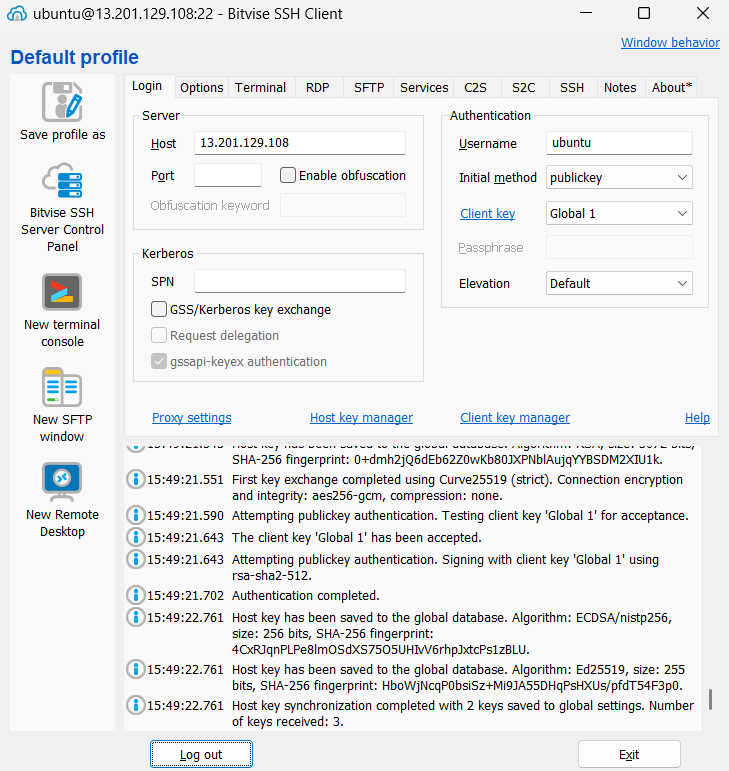 ubuntu@13.201.129.108:22 - Bitvise SSH Client
Default profile
Window behavior
Save profile as
Bitvise SSH
Server Control
Panel
New terminal
console
New SFTP
window
New Remote
Desktop
Login
Options
Terminal
RDP
SFTP
Services
C2S
S2C
SSH
Notes
About*
Server
Host
13.201.129.108
Port
Enable obfuscation
Obfuscation keyword
Kerberos
SPN
GSS/Kerberos key exchange
Request delegation
gssapi-keyex authentication
Authentication
Username
ubuntu
Initial method
publickey
Client key
Global 1
Passphrase
Elevation
Default
Proxy settings
Host key manager
Client key manager
Help
15:49:21.545 Host key has been saved to the global database. Algorithm: RSA, size: 3072 bits,
SHA-256 fingerprint: 0+dmh2jQ6dEb62Z0wKb80JXPNblAujqYYBSDM2XIU1k.
15:49:21.551 First key exchange completed using Curve25519 (strict). Connection encryption
and integrity: aes256-gcm, compression: none.
15:49:21.590 Attempting publickey authentication. Testing client key 'Global 1' for acceptance.
15:49:21.643 The client key 'Global 1' has been accepted.
15:49:21.643 Attempting publickey authentication. Signing with client key 'Global 1' using
rsa-sha2-512.
15:49:21.702 Authentication completed.
15:49:22.761 Host key has been saved to the global database. Algorithm: ECDSA/nistp256,
size: 256 bits, SHA-256 fingerprint:
4CxRJqnPLPe8lmOSdXS75O5UHIvV6rhpJxtcPs1zBLU.
15:49:22.761 Host key has been saved to the global database. Algorithm: Ed25519, size: 255
bits, SHA-256 fingerprint: HboWjNcqP0bsiSz+Mi9JA55DHqPsHXUs/pfdT54F3p0.
15:49:22.761 Host key synchronization completed with 2 keys saved to global settings. Number
of keys received: 3.
Log out
Exit